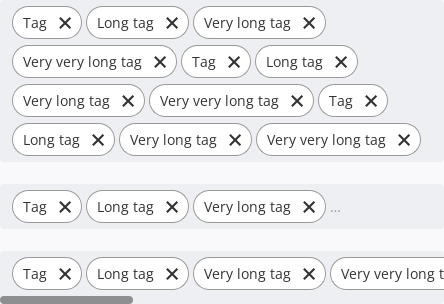 Tag Long tag Very long tag
Very very long tag Tag Long tag
Very long tag Very very long tag Tag
Long tag Very long tag Very very long tag
Tag Long tag Very long tag ...
Tag Long tag Very long tag Very very long t